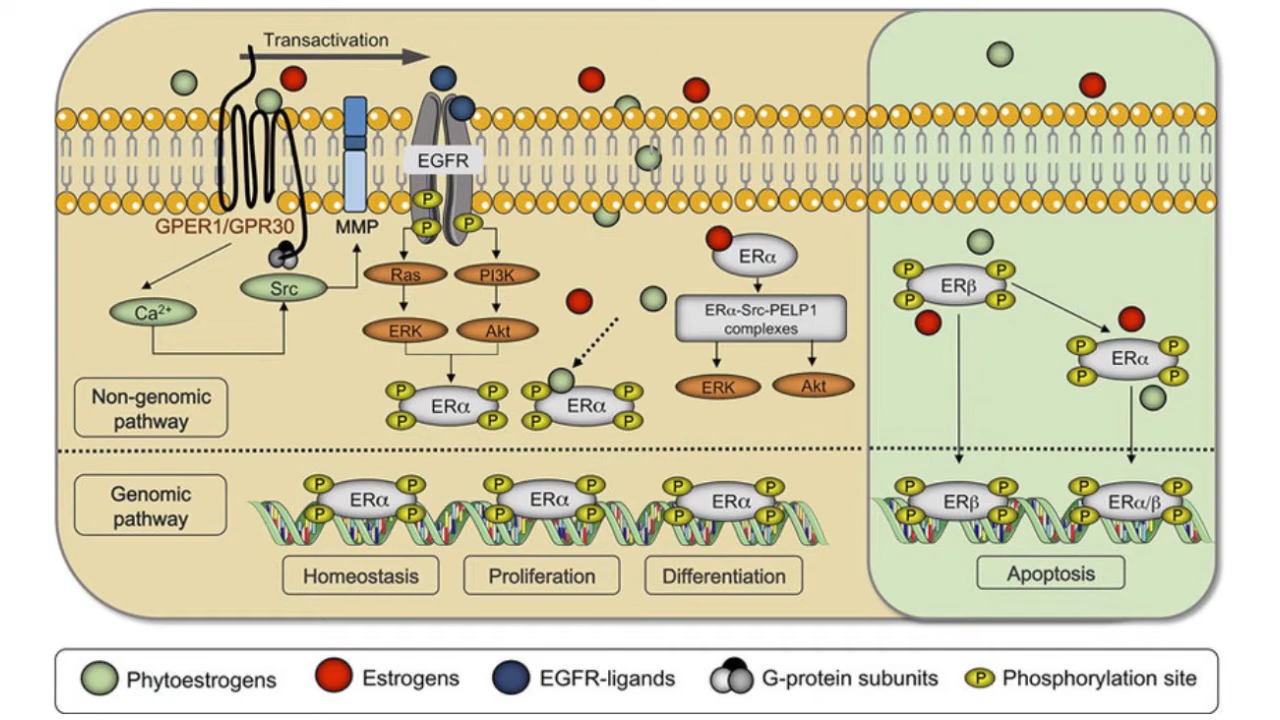 Transactivation
EGFR
P
P
P
GPER1/GPR30
MMP
Src
Ca²⁺
Ras
PI3K
ERK
Akt
P P
ERα
P P
P
ERα
P P
ERα
ERα-Src-PELP1
complexes
ERK
Akt
P P
ERβ
P P
P P
ERα
P P
Non-genomic
pathway
Genomic
pathway
P P
ERα
P P
P P
ERα
P P
P P
ERα
P P
P P
ERβ
P P
P P
ERα/β
P P
Homeostasis
Proliferation
Differentiation
Apoptosis
Phytoestrogens
Estrogens
EGFR-ligands
G-protein subunits
P Phosphorylation site